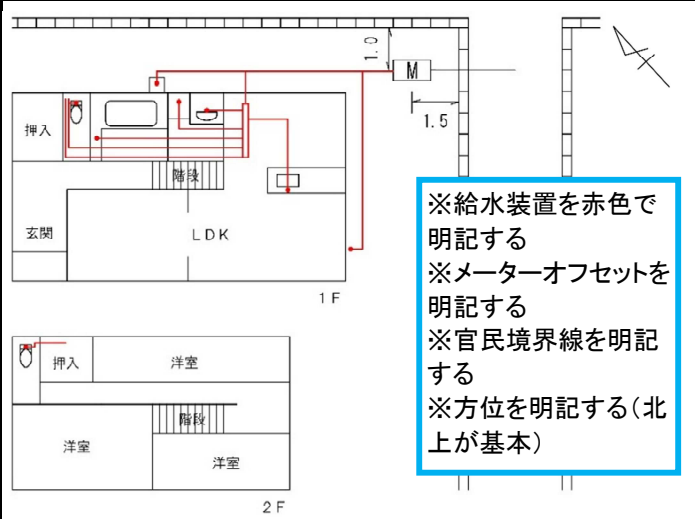 1.0
M
1.5
押入
階段
玄関
LDK
1F
※給水装置を赤色で
明記する
※メーターオフセットを
明記する
※官民境界線を明記
する
※方位を明記する(北
上が基本)
押入
洋室
階段
洋室
洋室
2F